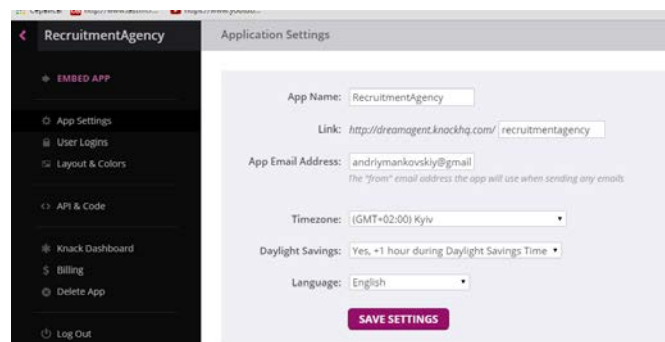 RecruitmentAgency
Application Settings
EMBED APP
App Settings
User Logins
Layout & Colors
API & Code
Knack Dashboard
$ Billing
Delete App
Log Out
App Name: RecruitmentAgency
Link: http://dreamagent.knackhq.com/ recruitmentagency
App Email Address: andriymankovskiy@gmail
The "from" email address the app will use when sending any emails
Timezone: (GMT+02:00) Kyiv
Daylight Savings: Yes, +1 hour during Daylight Savings Time
Language: English
SAVE SETTINGS